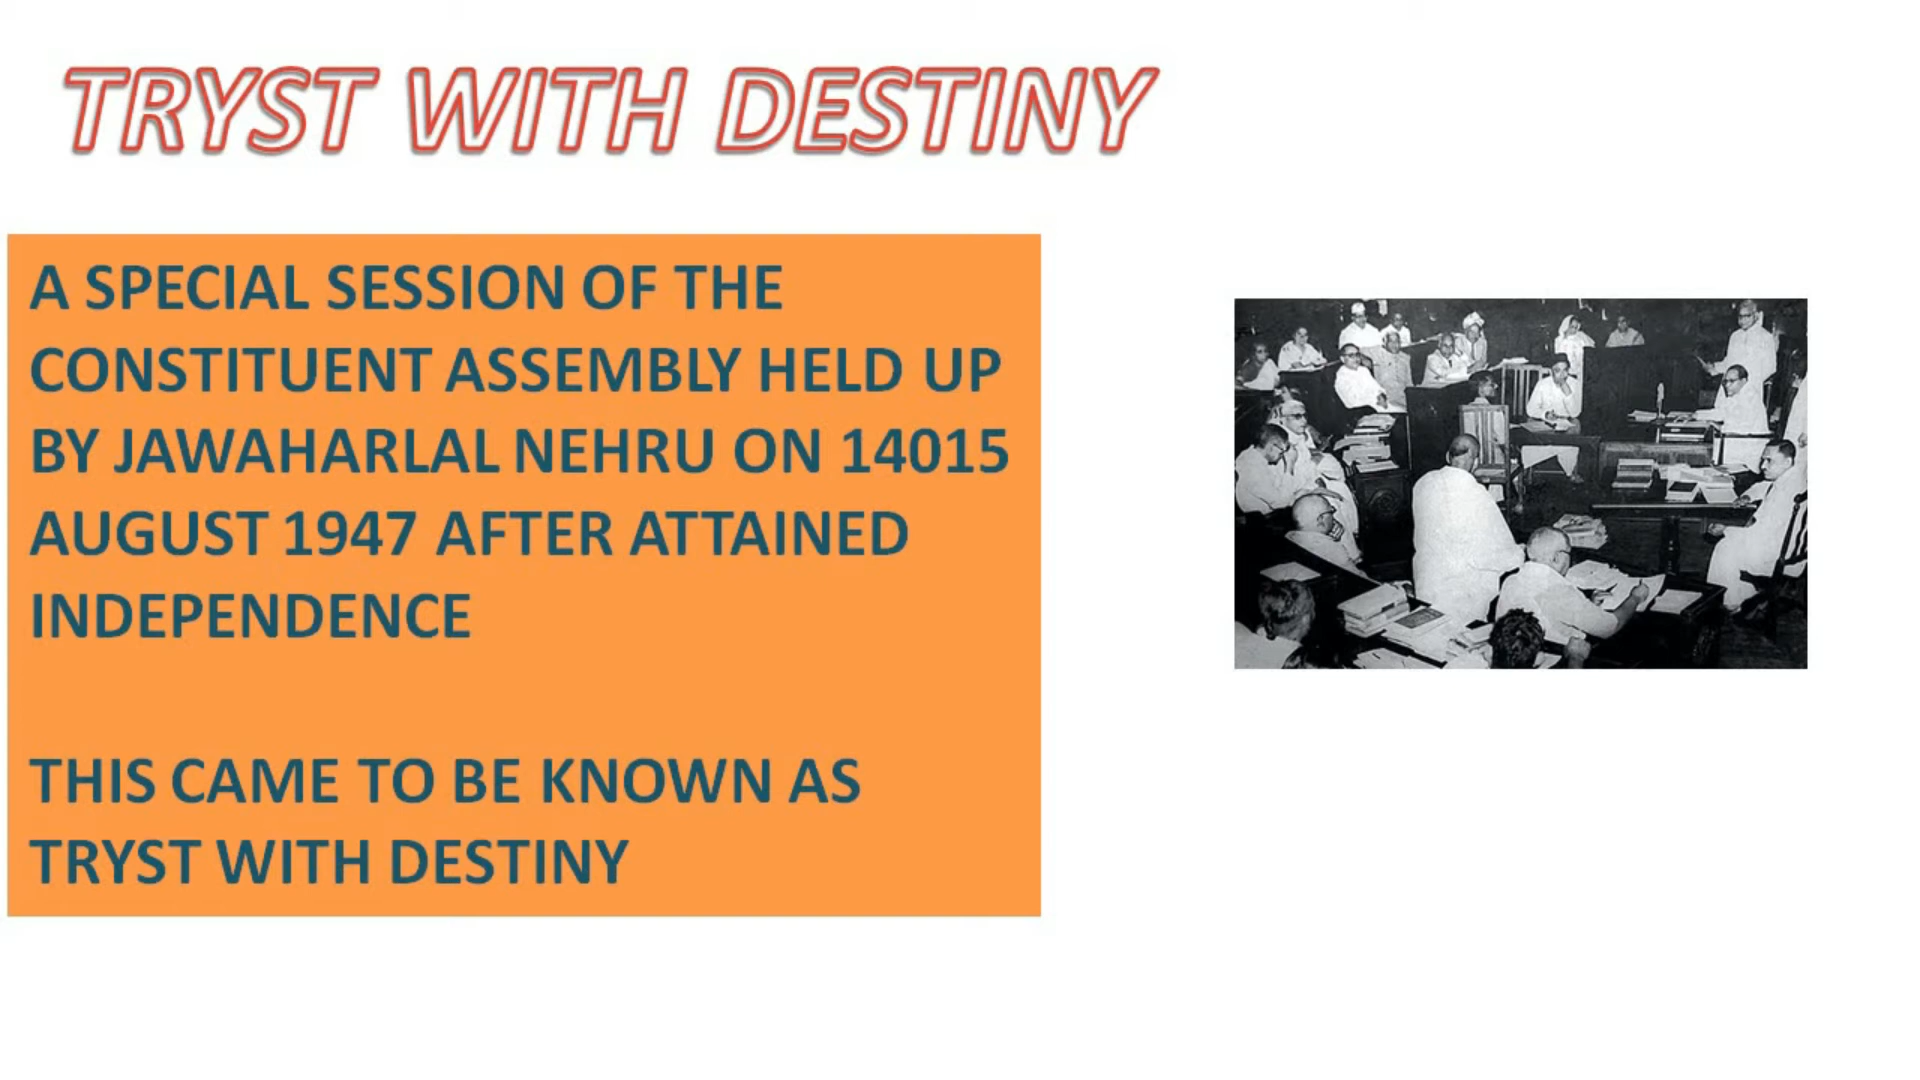 TRYST WITH DESTINY
A SPECIAL SESSION OF THE
CONSTITUENT ASSEMBLY HELD UP
BY JAWAHARLAL NEHRU ON 14015
AUGUST 1947 AFTER ATTAINED
INDEPENDENCE
THIS CAME TO BE KNOWN AS
TRYST WITH DESTINY